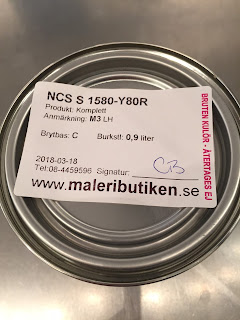 NCS S 1580-Y80R
Produkt: Komplett
Anmärkning: M3 LH
Brytbas: C Burkstl: 0,9 liter
2018-03-18
Tel:08-4459596 Signatur: CB
www.maleributiken.se
BRUTEN KULÖR - ÅTERTAGES EJ